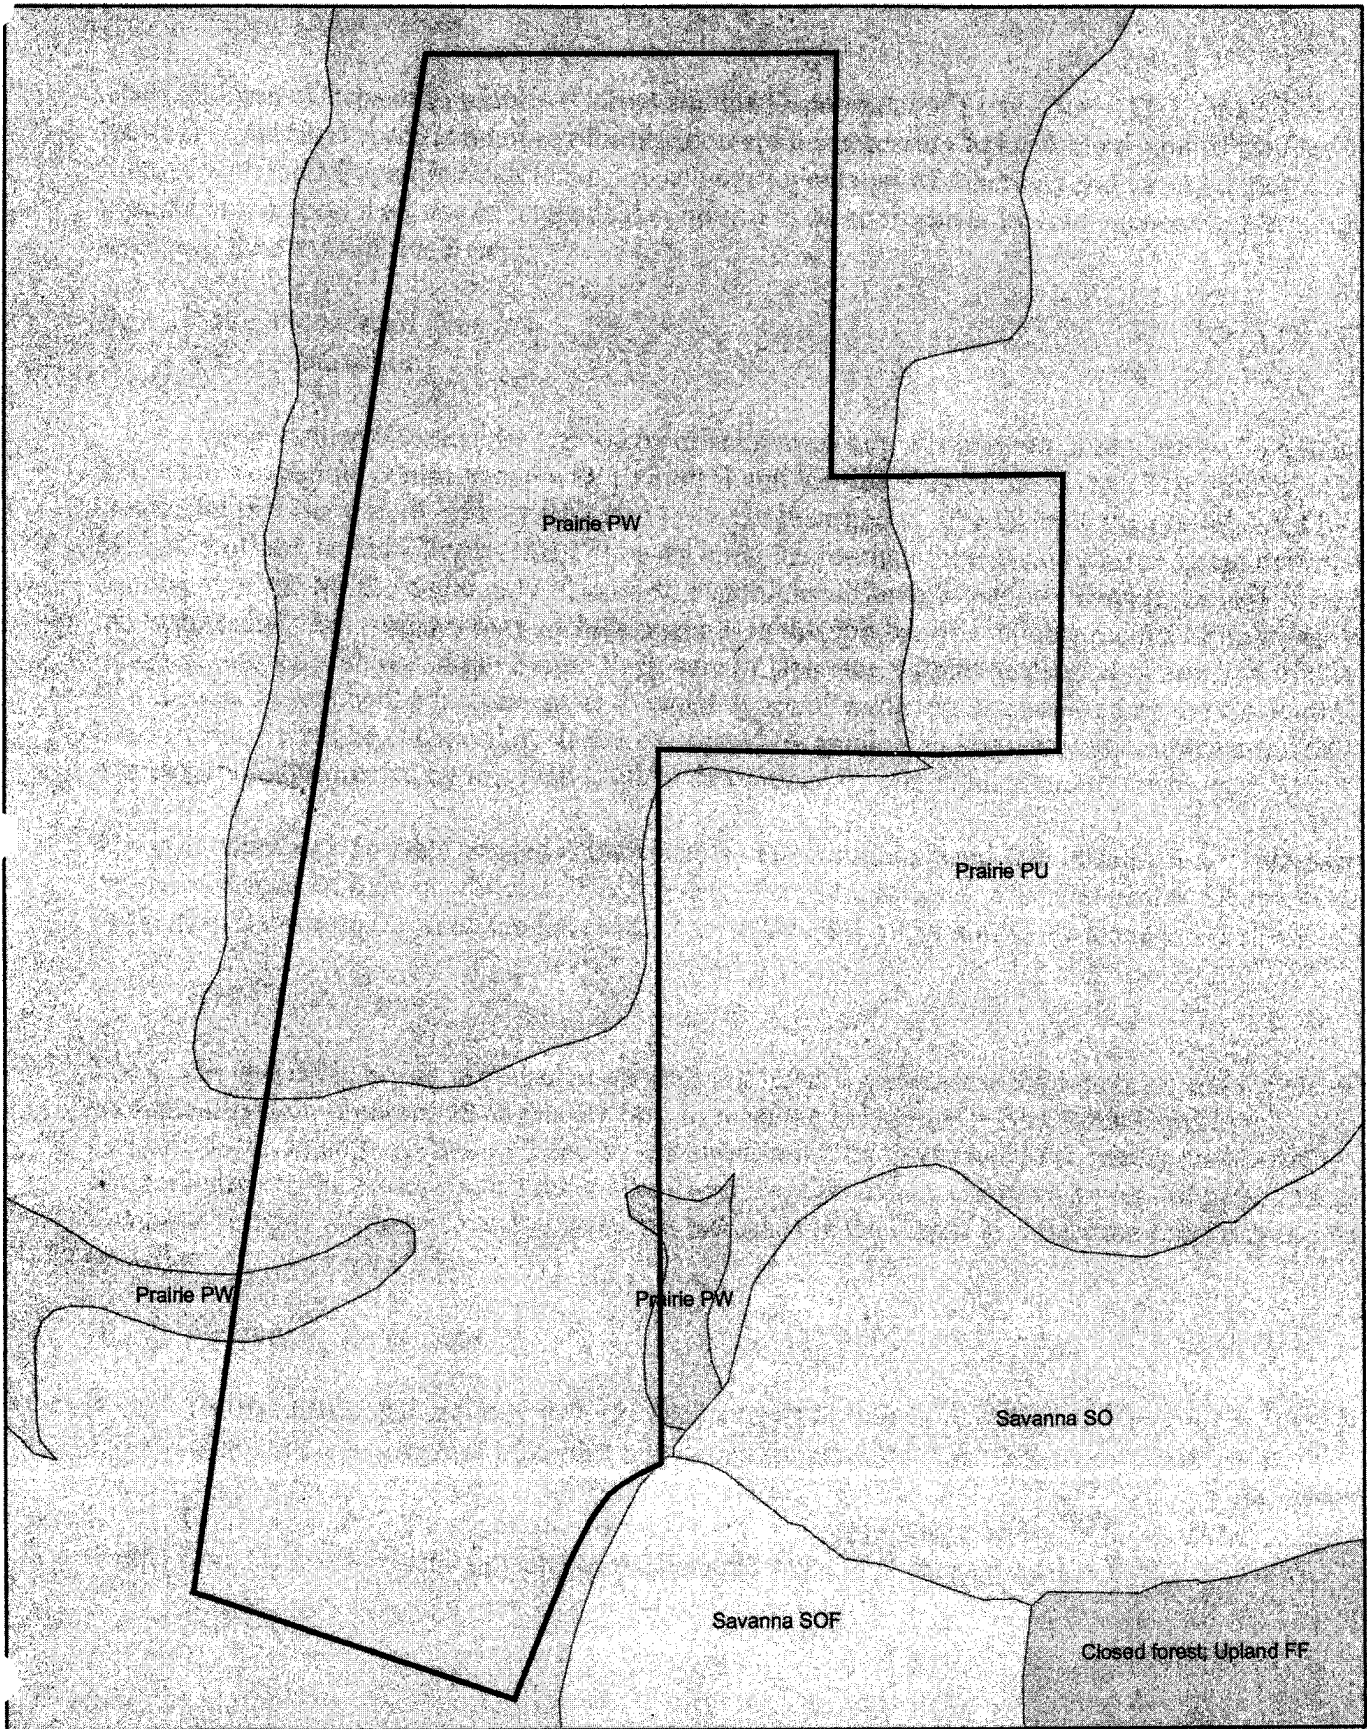 Prairie PW
Prairie PU
Prairie PW
Prairie PW
Savanna SO
Savanna SOF
Closed forest; Upland FF